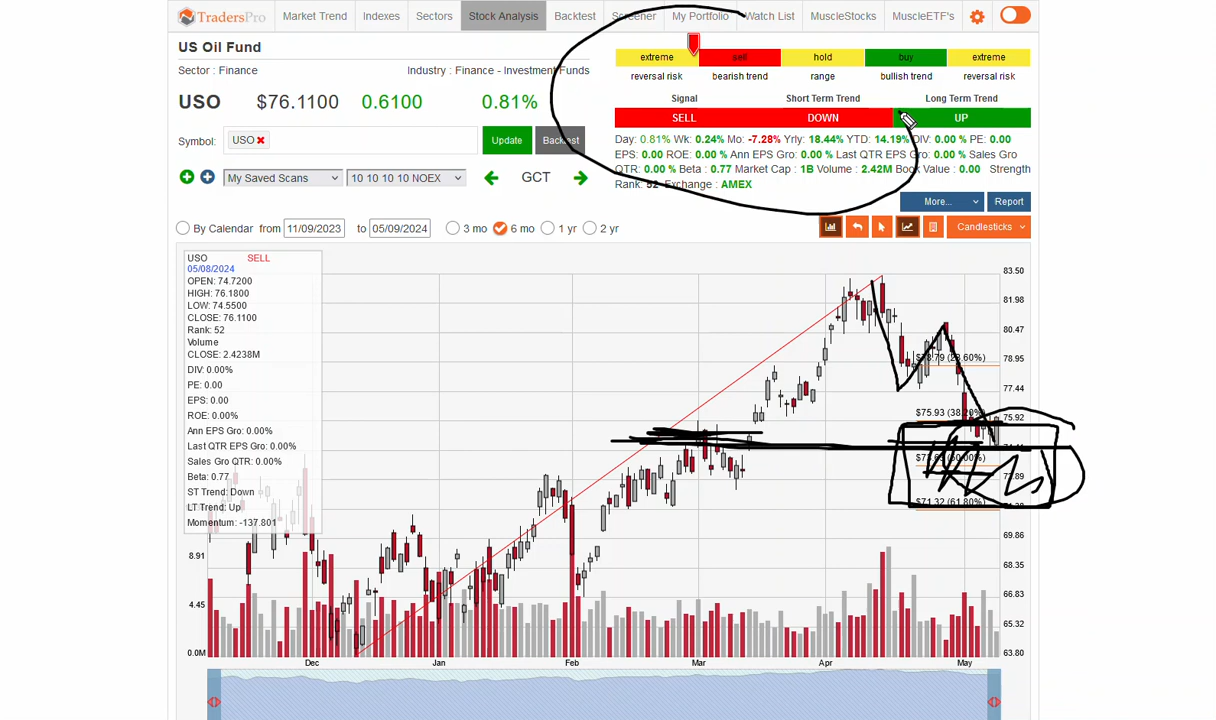 TradersPro Market Trend Indexes Sectors Stock Analysis Backtest Screener My Portfolio Watch List MuscleStocks MuscleETF's
US Oil Fund
Sector : Finance Industry : Finance - Investment Funds
USO $76.1100 0.6100 0.81%
Symbol: USO Update Backtest
My Saved Scans 10 10 10 10 NOEX GCT
extreme sell hold buy extreme
reversal risk bearish trend range bullish trend reversal risk
Signal Short Term Trend Long Term Trend
SELL DOWN UP
Day: 0.81% Wk: 0.24% Mo: -7.28% Yrly: 18.44% YTD: 14.19% DIV: 0.00 % PE: 0.00
EPS: 0.00 ROE: 0.00 % Ann EPS Gro: 0.00 % Last QTR EPS Gro: 0.00 % Sales Gro
QTR: 0.00 % Beta : 0.77 Market Cap : 1B Volume : 2.42M Book Value : 0.00 Strength
Rank: 52 Exchange : AMEX
More... Report
By Calendar from 11/09/2023 to 05/09/2024 3 mo 6 mo 1 yr 2 yr Candlesticks
USO SELL
05/08/2024
OPEN: 74.7200
HIGH: 76.1800
LOW: 74.5500
CLOSE: 76.1100
Rank: 52
Volume
CLOSE: 2.4238M
DIV: 0.00%
PE: 0.00
EPS: 0.00
ROE: 0.00%
Ann EPS Gro: 0.00%
Last QTR EPS Gro: 0.00%
Sales Gro QTR: 0.00%
Beta: 0.77
ST Trend: Down
LT Trend: Up
Momentum: -137.801
8.91
4.45
0.0M
83.50
81.98
80.47
78.95
77.44
75.92
69.86
68.35
66.83
65.32
63.80
$75.93 (38.20%)
$71.32 (61.80%)
Dec Jan Feb Mar Apr May